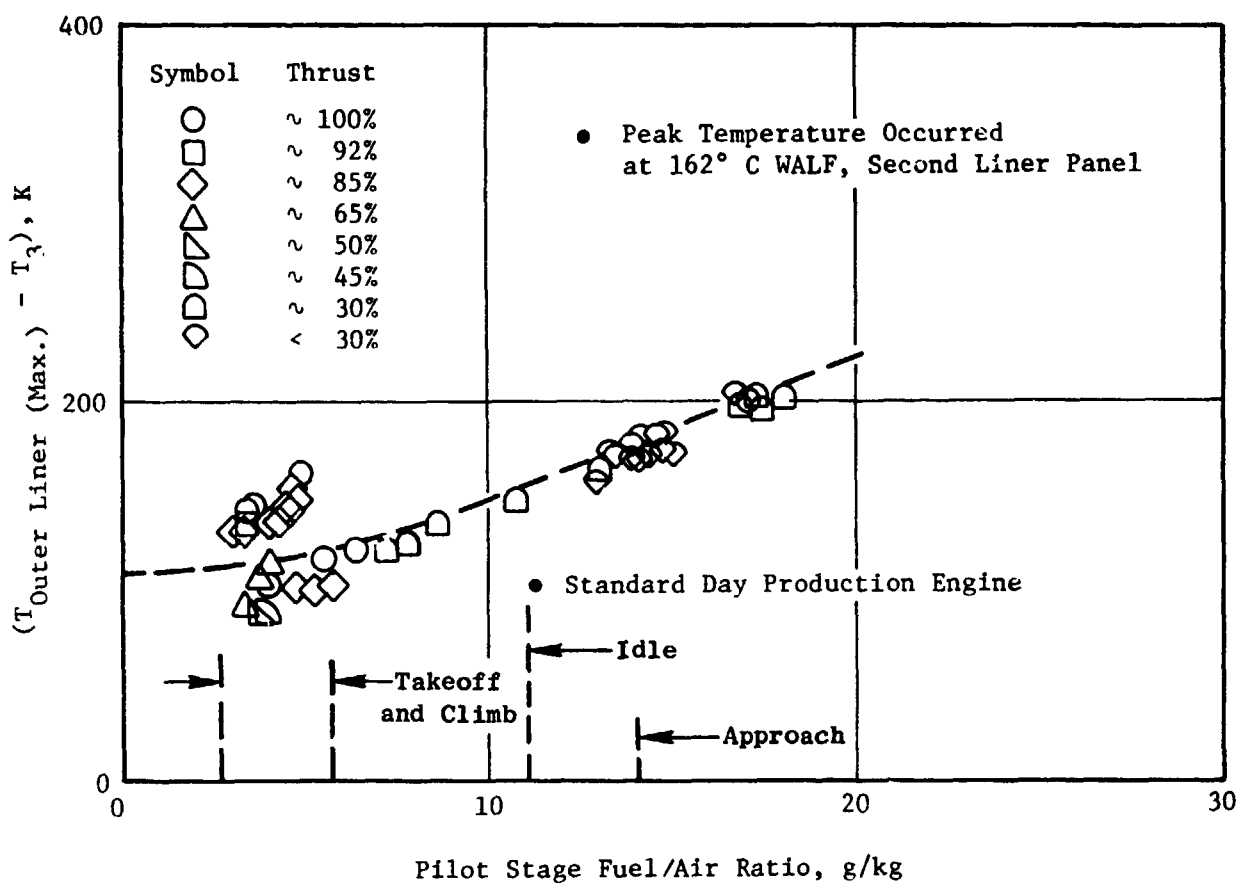 400
Symbol Thrust
~ 100%
~ 92%
~ 85%
~ 65%
~ 50%
~ 45%
~ 30%
< 30%
● Peak Temperature Occurred
at 162° C WALF, Second Liner Panel
(T Outer Liner (Max.) - T3), K
200
● Standard Day Production Engine
Idle
Takeoff
and Climb
Approach
0
0 10 20 30
Pilot Stage Fuel/Air Ratio, g/kg